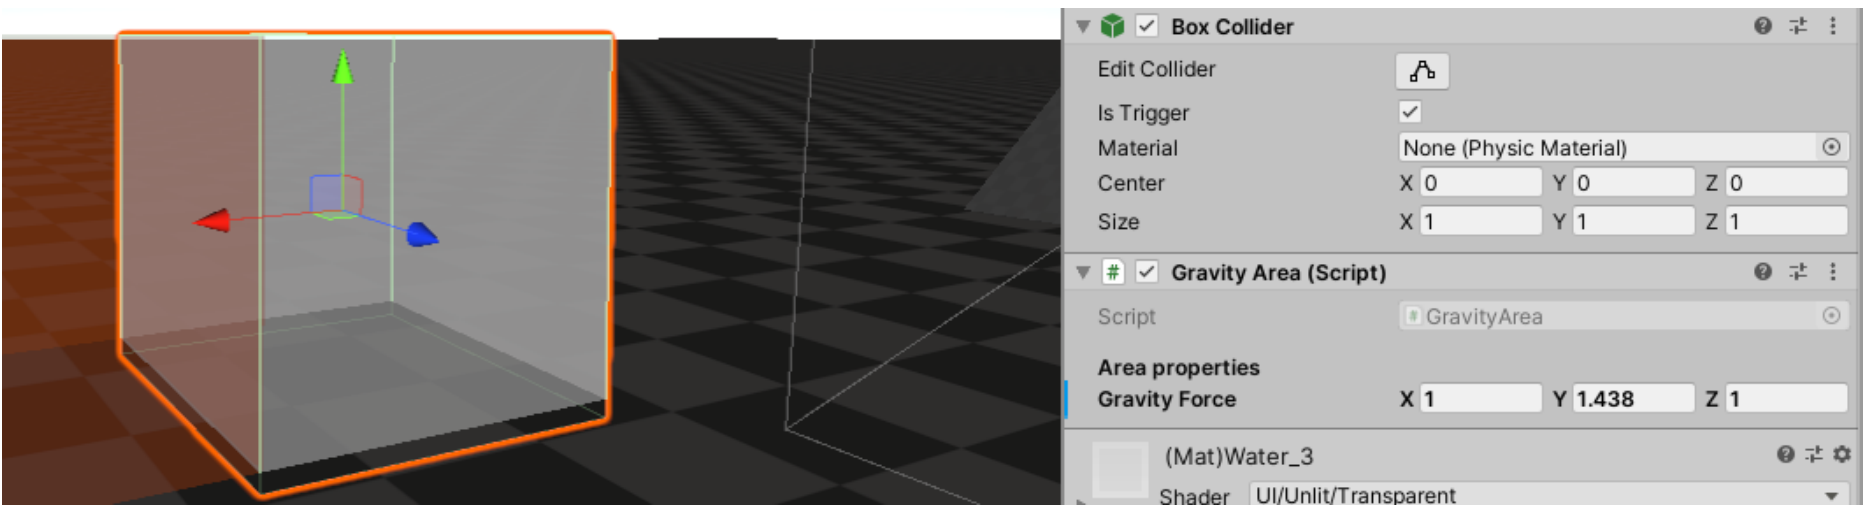 Box Collider
Edit Collider
Is Trigger
Material None (Physic Material)
Center X 0 Y 0 Z 0
Size X 1 Y 1 Z 1
# Gravity Area (Script)
Script # GravityArea
Area properties
Gravity Force X 1 Y 1.438 Z 1
(Mat)Water_3
Shader UI/Unlit/Transparent